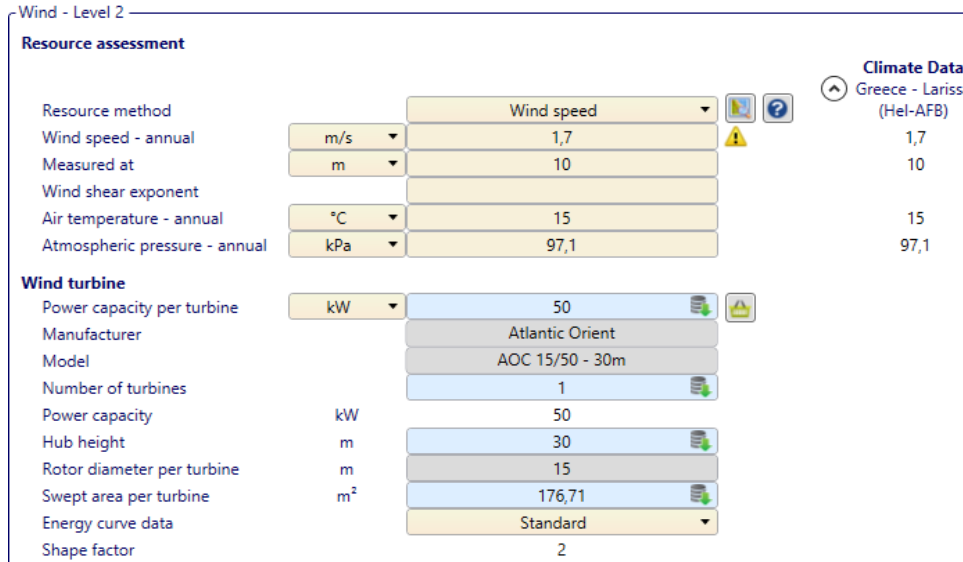 Wind - Level 2
Resource assessment
Climate Data
Greece - Lariss
(Hel-AFB)
Resource method Wind speed
Wind speed - annual m/s 1,7 1,7
Measured at m 10 10
Wind shear exponent
Air temperature - annual °C 15 15
Atmospheric pressure - annual kPa 97,1 97,1
Wind turbine
Power capacity per turbine kW 50
Manufacturer Atlantic Orient
Model AOC 15/50 - 30m
Number of turbines 1
Power capacity kW 50
Hub height m 30
Rotor diameter per turbine m 15
Swept area per turbine m² 176,71
Energy curve data Standard
Shape factor 2